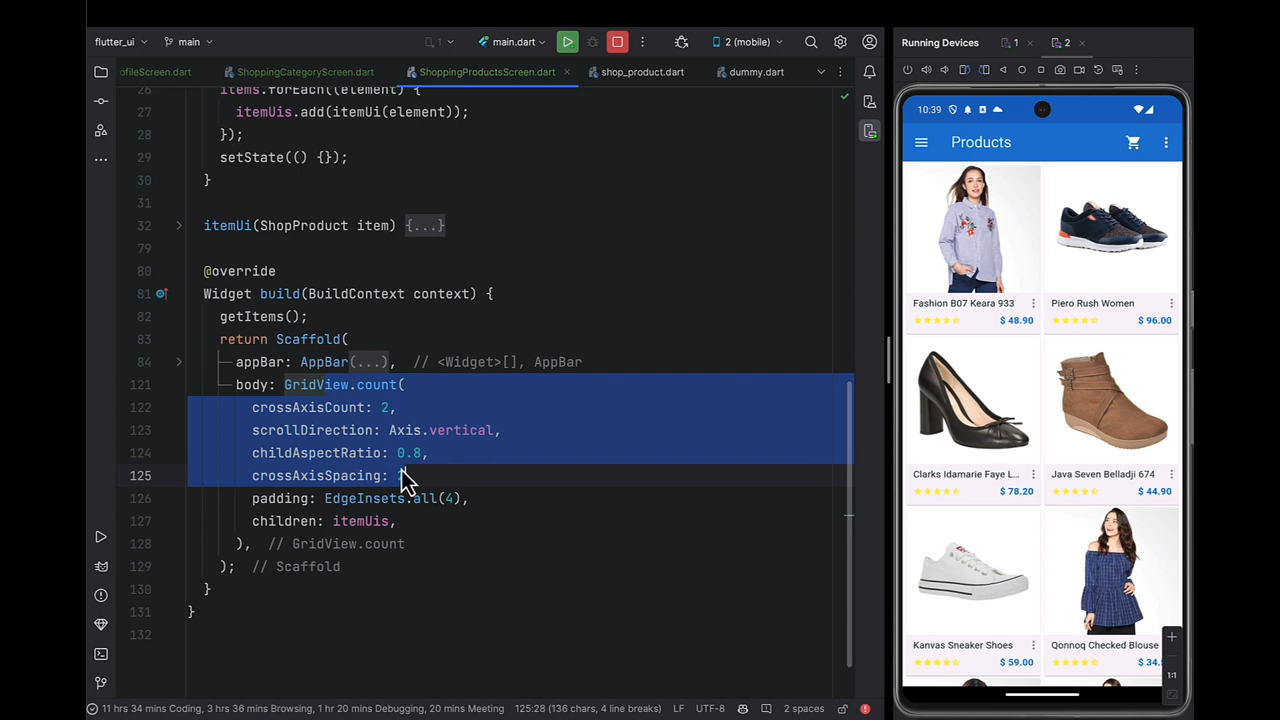 flutter_ui
main
1
main.dart
2 (mobile)
Running Devices
1
2
ofileScreen.dart
ShoppingCategoryScreen.dart
ShoppingProductsScreen.dart
shop_product.dart
dummy.dart
26 items.forEach((element) {
27 itemUis.add(itemUi(element));
28 });
29 setState(() {});
30 }
31
32 itemUi(ShopProduct item) {...}
79
80 @override
81 Widget build(BuildContext context) {
82 getItems();
83 return Scaffold(
84 appBar: AppBar(...), // <Widget>[], AppBar
121 body: GridView.count(
122 crossAxisCount: 2,
123 scrollDirection: Axis.vertical,
124 childAspectRatio: 0.8,
125 crossAxisSpacing:
126 padding: EdgeInsets.all(4),
127 children: itemUis,
128 ), // GridView.count
129 ); // Scaffold
130 }
131 }
132
11 hrs 34 mins Coding, 3 hrs 36 mins Browsing, 1 hr 20 mins Debugging, 20 mins Meeting
125:28 (136 chars, 4 line breaks)
LF
UTF-8
2 spaces
10:39
Products
Fashion B07 Keara 933
$ 48.90
Piero Rush Women
$ 96.00
Clarks Idamarie Faye L...
$ 78.20
Java Seven Belladji 674
$ 44.90
Kanvas Sneaker Shoes
$ 59.00
Qonnoq Checked Blouse
$ 34.
1:1